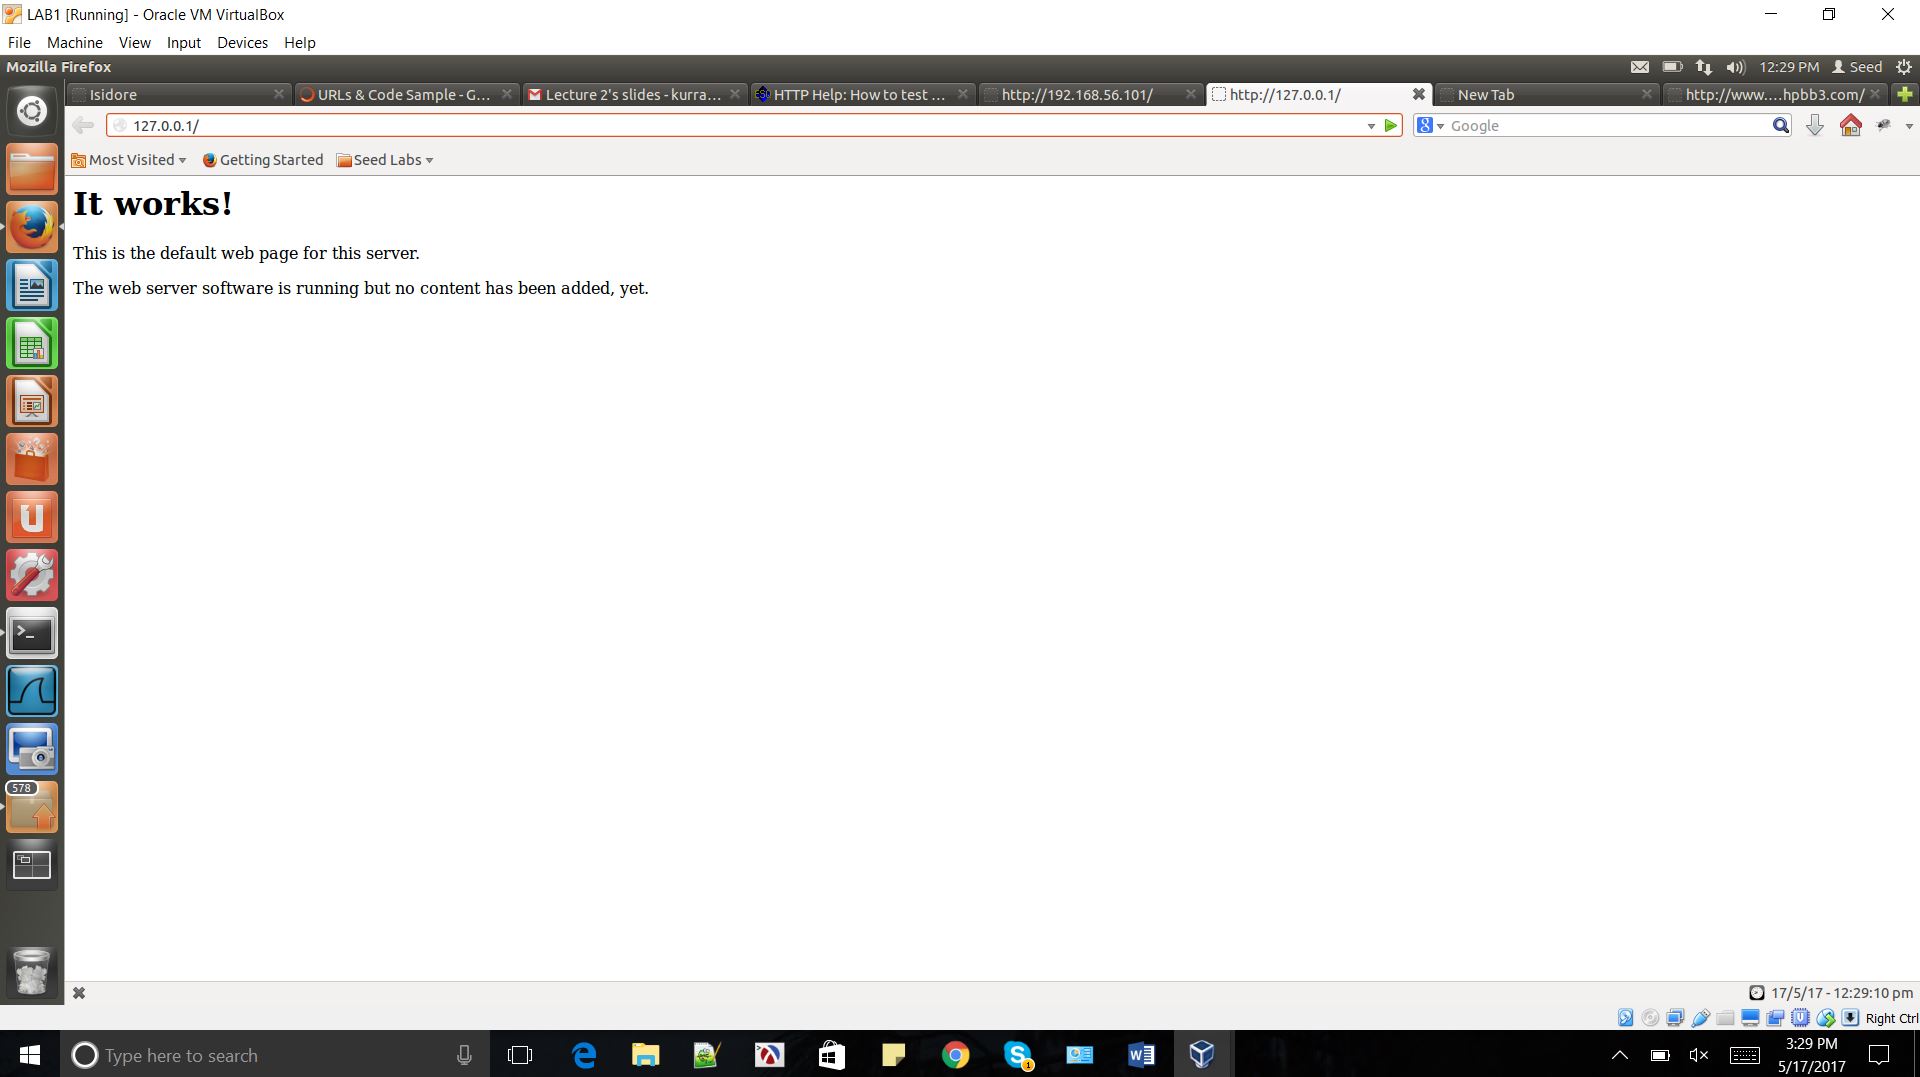 LAB1 [Running] - Oracle VM VirtualBox
File Machine View Input Devices Help
Mozilla Firefox 12:29 PM Seed
Isidore URLs & Code Sample - G... Lecture 2's slides - kurra... HTTP Help: How to test ... http://192.168.56.101/ http://127.0.0.1/ New Tab http://www....hpbb3.com/
127.0.0.1/ Google
Most Visited Getting Started Seed Labs
It works!
This is the default web page for this server.
The web server software is running but no content has been added, yet.
578
17/5/17 - 12:29:10 pm
Right Ctrl
Type here to search
3:29 PM
5/17/2017